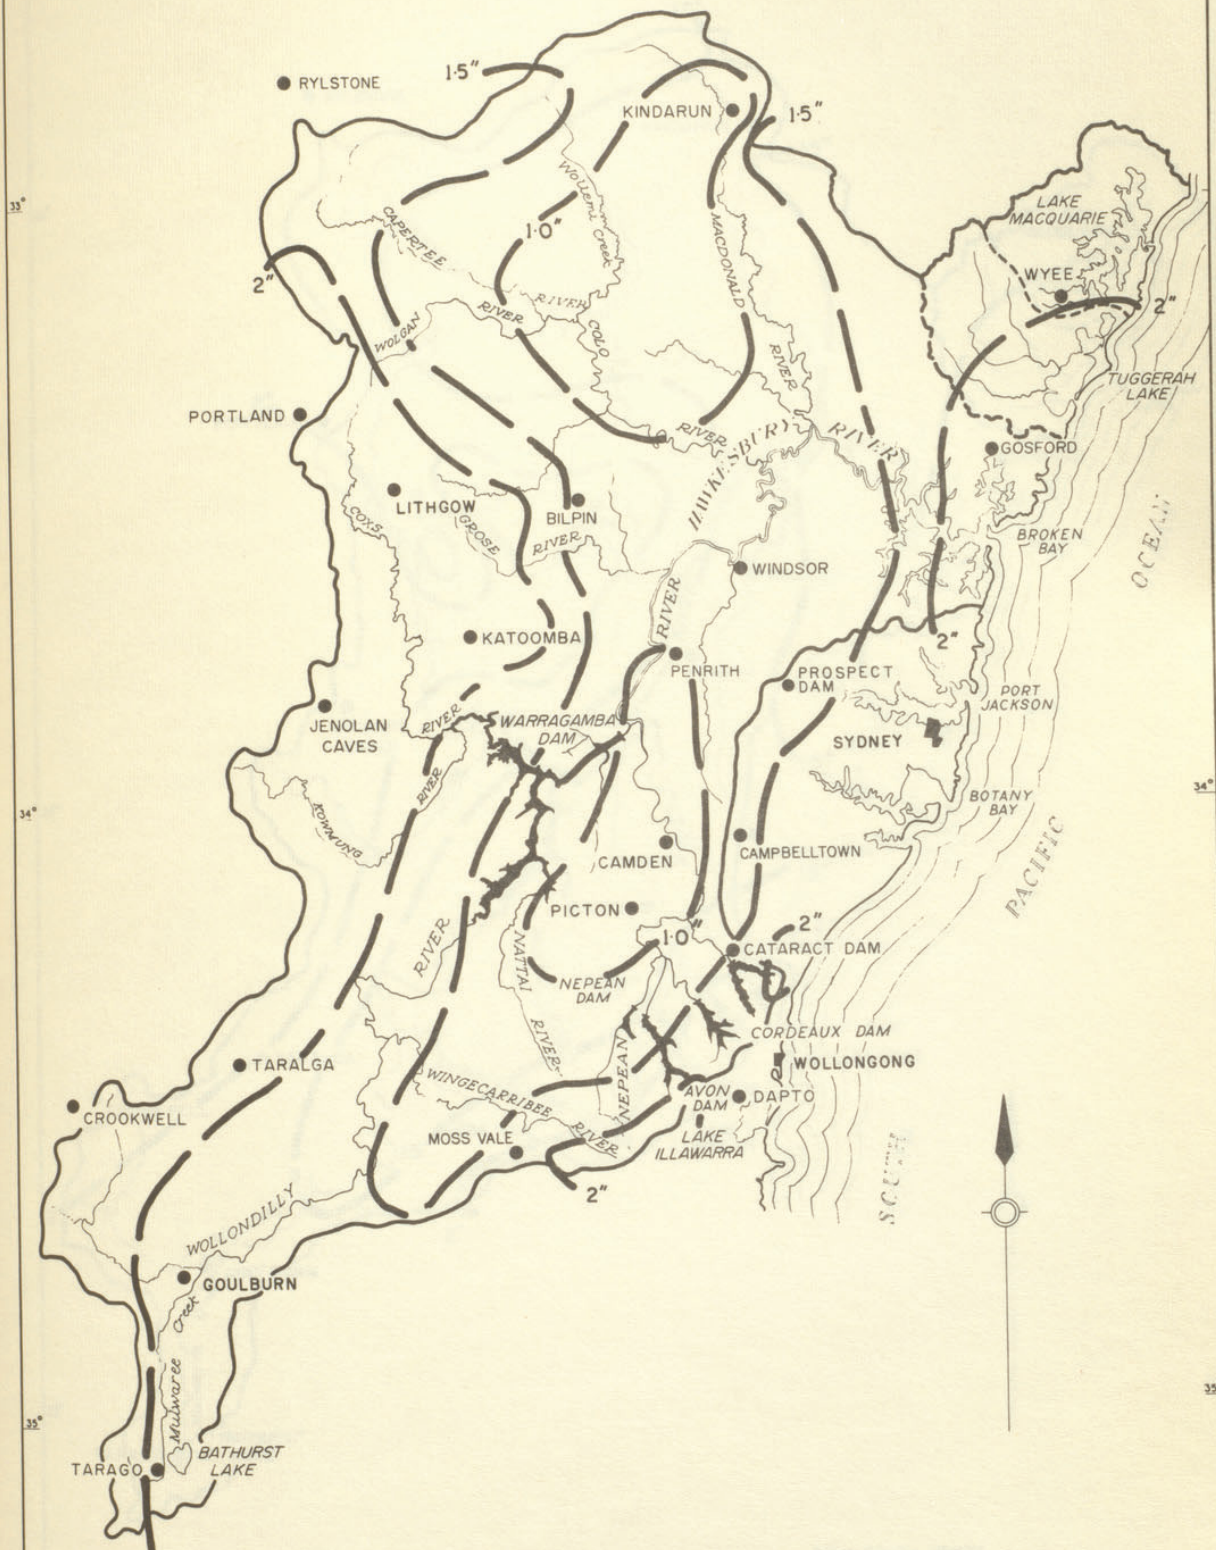 1·5"
RYLSTONE
KINDARUN
1·5"
33°
LAKE
MACQUARIE
Wollemi Creek
CAPERTEE
1·0"
MACDONALD
WYEE
2"
2"
RIVER
RIVER
WOLGAN
COLO
RIVER
TUGGERAH
LAKE
PORTLAND
RIVER
HAWKESBURY
RIVER
GOSFORD
LITHGOW
BILPIN
COXS
GROSE
RIVER
BROKEN
BAY
OCEAN
WINDSOR
RIVER
KATOOMBA
2"
PENRITH
PROSPECT
DAM
PORT
JACKSON
JENOLAN
CAVES
RIVER
WARRAGAMBA
DAM
SYDNEY
34°
34°
RIVER
BOTANY
BAY
KOWMUNG
CAMDEN
CAMPBELLTOWN
PACIFIC
PICTON
1·0"
2"
RIVER
NATTAI
CATARACT DAM
NEPEAN
DAM
CORDEAUX DAM
RIVER
WOLLONGONG
TARALGA
NEPEAN
WINGECARRIBEE
AVON
DAM
DAPTO
CROOKWELL
MOSS VALE
RIVER
LAKE
ILLAWARRA
SOUTH
2"
WOLLONDILLY
GOULBURN
Creek
Mulwaree
35°
35
BATHURST
LAKE
TARAGO